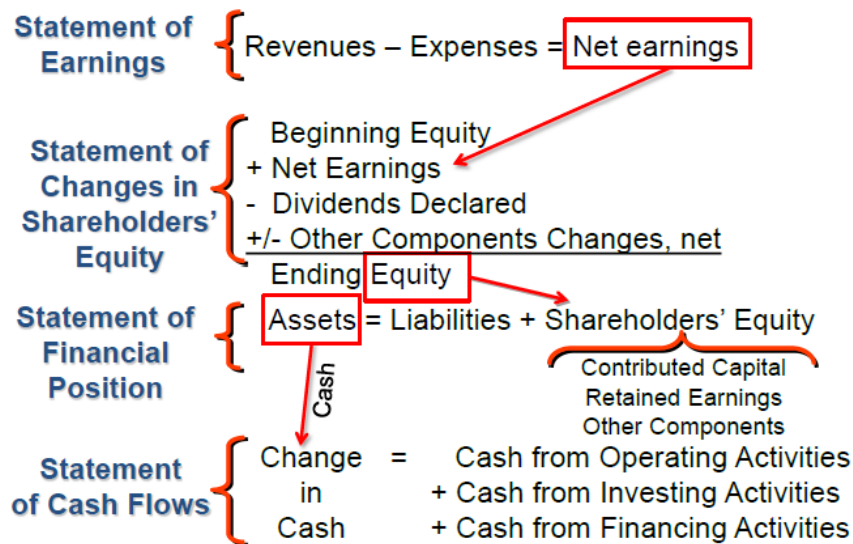 Statement of
Earnings
Revenues – Expenses = Net earnings
Statement of
Changes in
Shareholders’
Equity
Beginning Equity
+ Net Earnings
- Dividends Declared
+/- Other Components Changes, net
Ending Equity
Statement of
Financial
Position
Assets = Liabilities + Shareholders’ Equity
Contributed Capital
Retained Earnings
Other Components
Cash
Statement
of Cash Flows
Change = Cash from Operating Activities
in + Cash from Investing Activities
Cash + Cash from Financing Activities